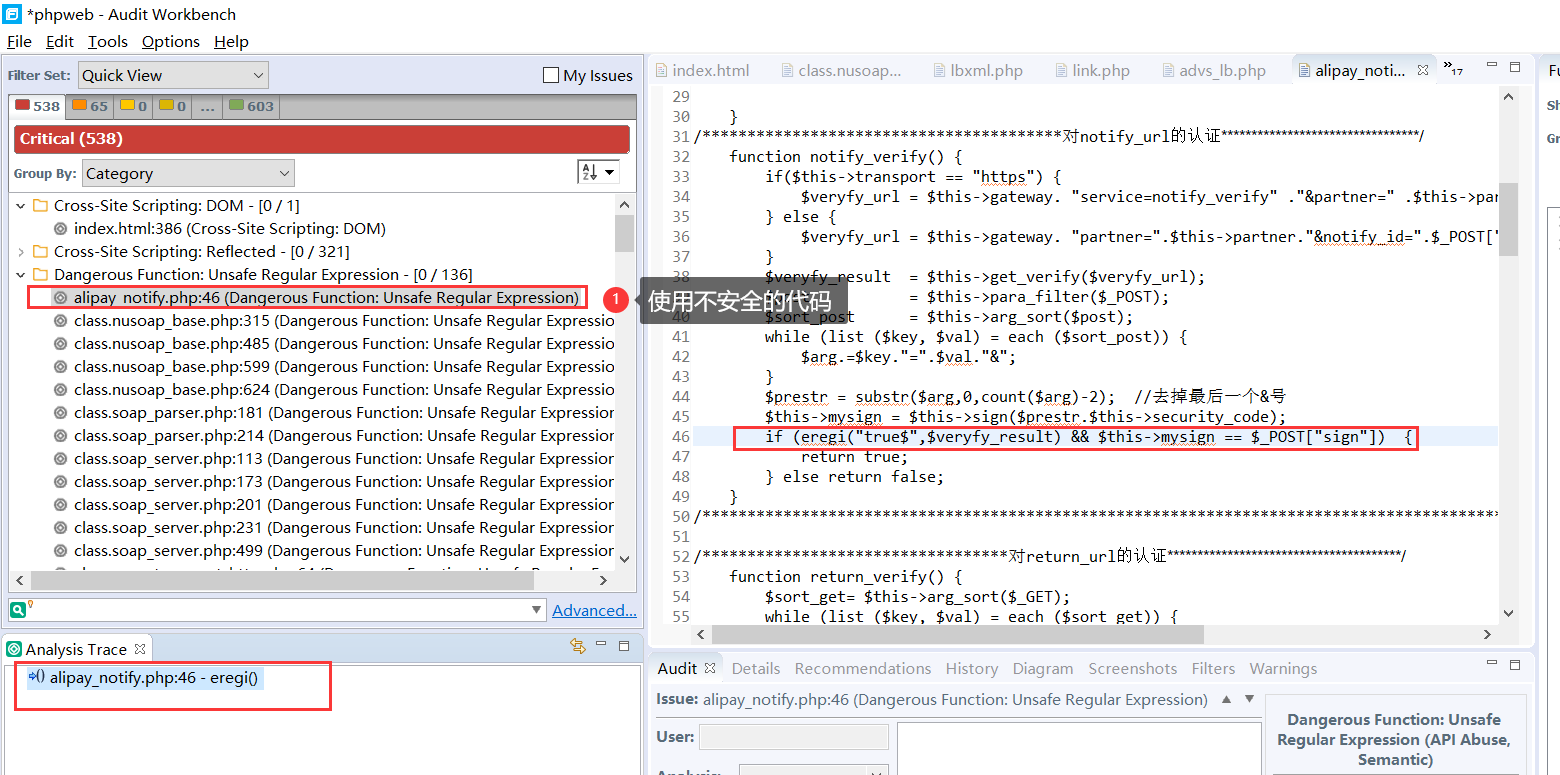 *phpweb - Audit Workbench
File Edit Tools Options Help
Filter Set: Quick View My Issues
538 65 0 0 ... 603
Critical (538)
Group By: Category
Cross-Site Scripting: DOM - [0 / 1]
index.html:386 (Cross-Site Scripting: DOM)
Cross-Site Scripting: Reflected - [0 / 321]
Dangerous Function: Unsafe Regular Expression - [0 / 136]
alipay_notify.php:46 (Dangerous Function: Unsafe Regular Expression)
class.nusoap_base.php:315 (Dangerous Function: Unsafe Regular Expressio
class.nusoap_base.php:485 (Dangerous Function: Unsafe Regular Expressio
class.nusoap_base.php:599 (Dangerous Function: Unsafe Regular Expressio
class.nusoap_base.php:624 (Dangerous Function: Unsafe Regular Expressio
class.soap_parser.php:181 (Dangerous Function: Unsafe Regular Expression
class.soap_parser.php:214 (Dangerous Function: Unsafe Regular Expression
class.soap_server.php:113 (Dangerous Function: Unsafe Regular Expression
class.soap_server.php:173 (Dangerous Function: Unsafe Regular Expression
class.soap_server.php:201 (Dangerous Function: Unsafe Regular Expression
class.soap_server.php:231 (Dangerous Function: Unsafe Regular Expression
class.soap_server.php:499 (Dangerous Function: Unsafe Regular Expression
Advanced...
1 使用不安全的代码
Analysis Trace
alipay_notify.php:46 - eregi()
index.html class.nusoap... lbxml.php link.php advs_lb.php alipay_noti... 17
29
30 }
31 /****************************************对notify_url的认证*********************************/
32 function notify_verify() {
33 if($this->transport == "https") {
34 $veryfy_url = $this->gateway. "service=notify_verify" ."&partner=" .$this->par
35 } else {
36 $veryfy_url = $this->gateway. "partner=".$this->partner."&notify_id=".$_POST["
37 }
38 $veryfy_result = $this->get_verify($veryfy_url);
= $this->para_filter($_POST);
40 $sort_post = $this->arg_sort($post);
41 while (list ($key, $val) = each ($sort_post)) {
42 $arg.=$key."=".$val."&";
43 }
44 $prestr = substr($arg,0,count($arg)-2); //去掉最后一个&号
45 $this->mysign = $this->sign($prestr.$this->security_code);
46 if (eregi("true$",$veryfy_result) && $this->mysign == $_POST["sign"]) {
47 return true;
48 } else return false;
49 }
50 /*****************************************************************************************
51
52 /**********************************对return_url的认证***************************************/
53 function return_verify() {
54 $sort_get= $this->arg_sort($_GET);
55 while (list ($key, $val) = each ($sort_get)) {
Audit Details Recommendations History Diagram Screenshots Filters Warnings
Issue: alipay_notify.php:46 (Dangerous Function: Unsafe Regular Expression)
User:
Analysis:
Dangerous Function: Unsafe
Regular Expression (API Abuse,
Semantic)
Fu
Sh
Gr